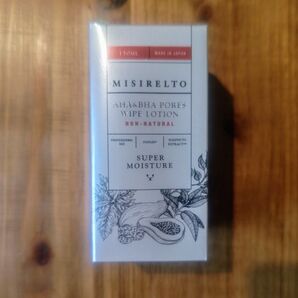 MADE IN JAPAN
MISIRELTO
AHA&BHA PORES
WIPE LOTION
NON-NATURAL
SUPER
MOISTURE